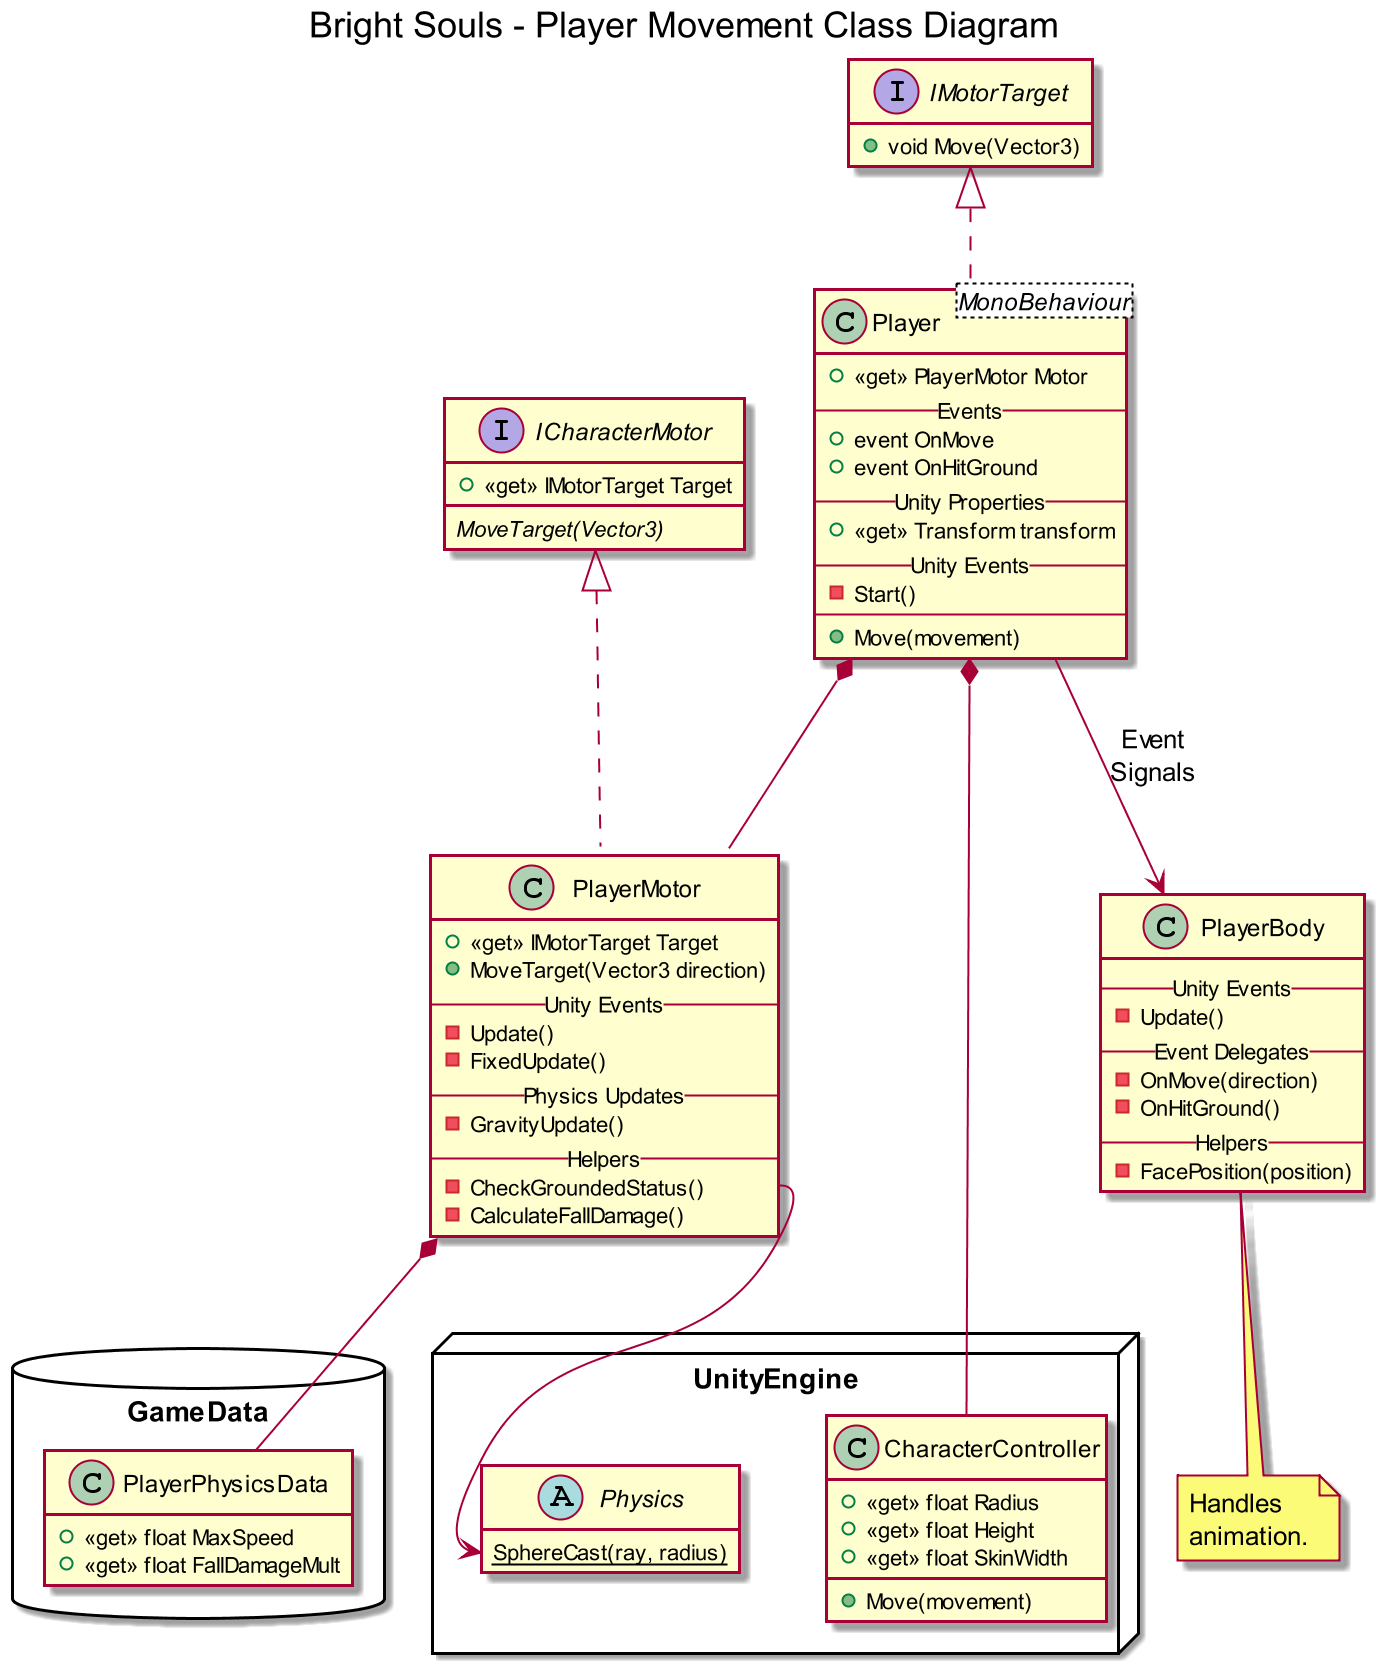 Bright Souls - Player Movement Class Diagram
I IMotorTarget
void Move(Vector3)
MonoBehaviour
C Player
«get» PlayerMotor Motor
Events
event OnMove
event OnHitGround
Unity Properties
«get» Transform transform
Unity Events
Start()
Move(movement)
I ICharacterMotor
«get» IMotorTarget Target
MoveTarget(Vector3)
Event
Signals
C PlayerMotor
«get» IMotorTarget Target
MoveTarget(Vector3 direction)
Unity Events
Update()
FixedUpdate()
Physics Updates
GravityUpdate()
Helpers
CheckGroundedStatus()
CalculateFallDamage()
C PlayerBody
Unity Events
Update()
Event Delegates
OnMove(direction)
OnHitGround()
Helpers
FacePosition(position)
GameData
C PlayerPhysicsData
«get» float MaxSpeed
«get» float FallDamageMult
UnityEngine
A Physics
SphereCast(ray, radius)
C CharacterController
«get» float Radius
«get» float Height
«get» float SkinWidth
Move(movement)
Handles
animation.